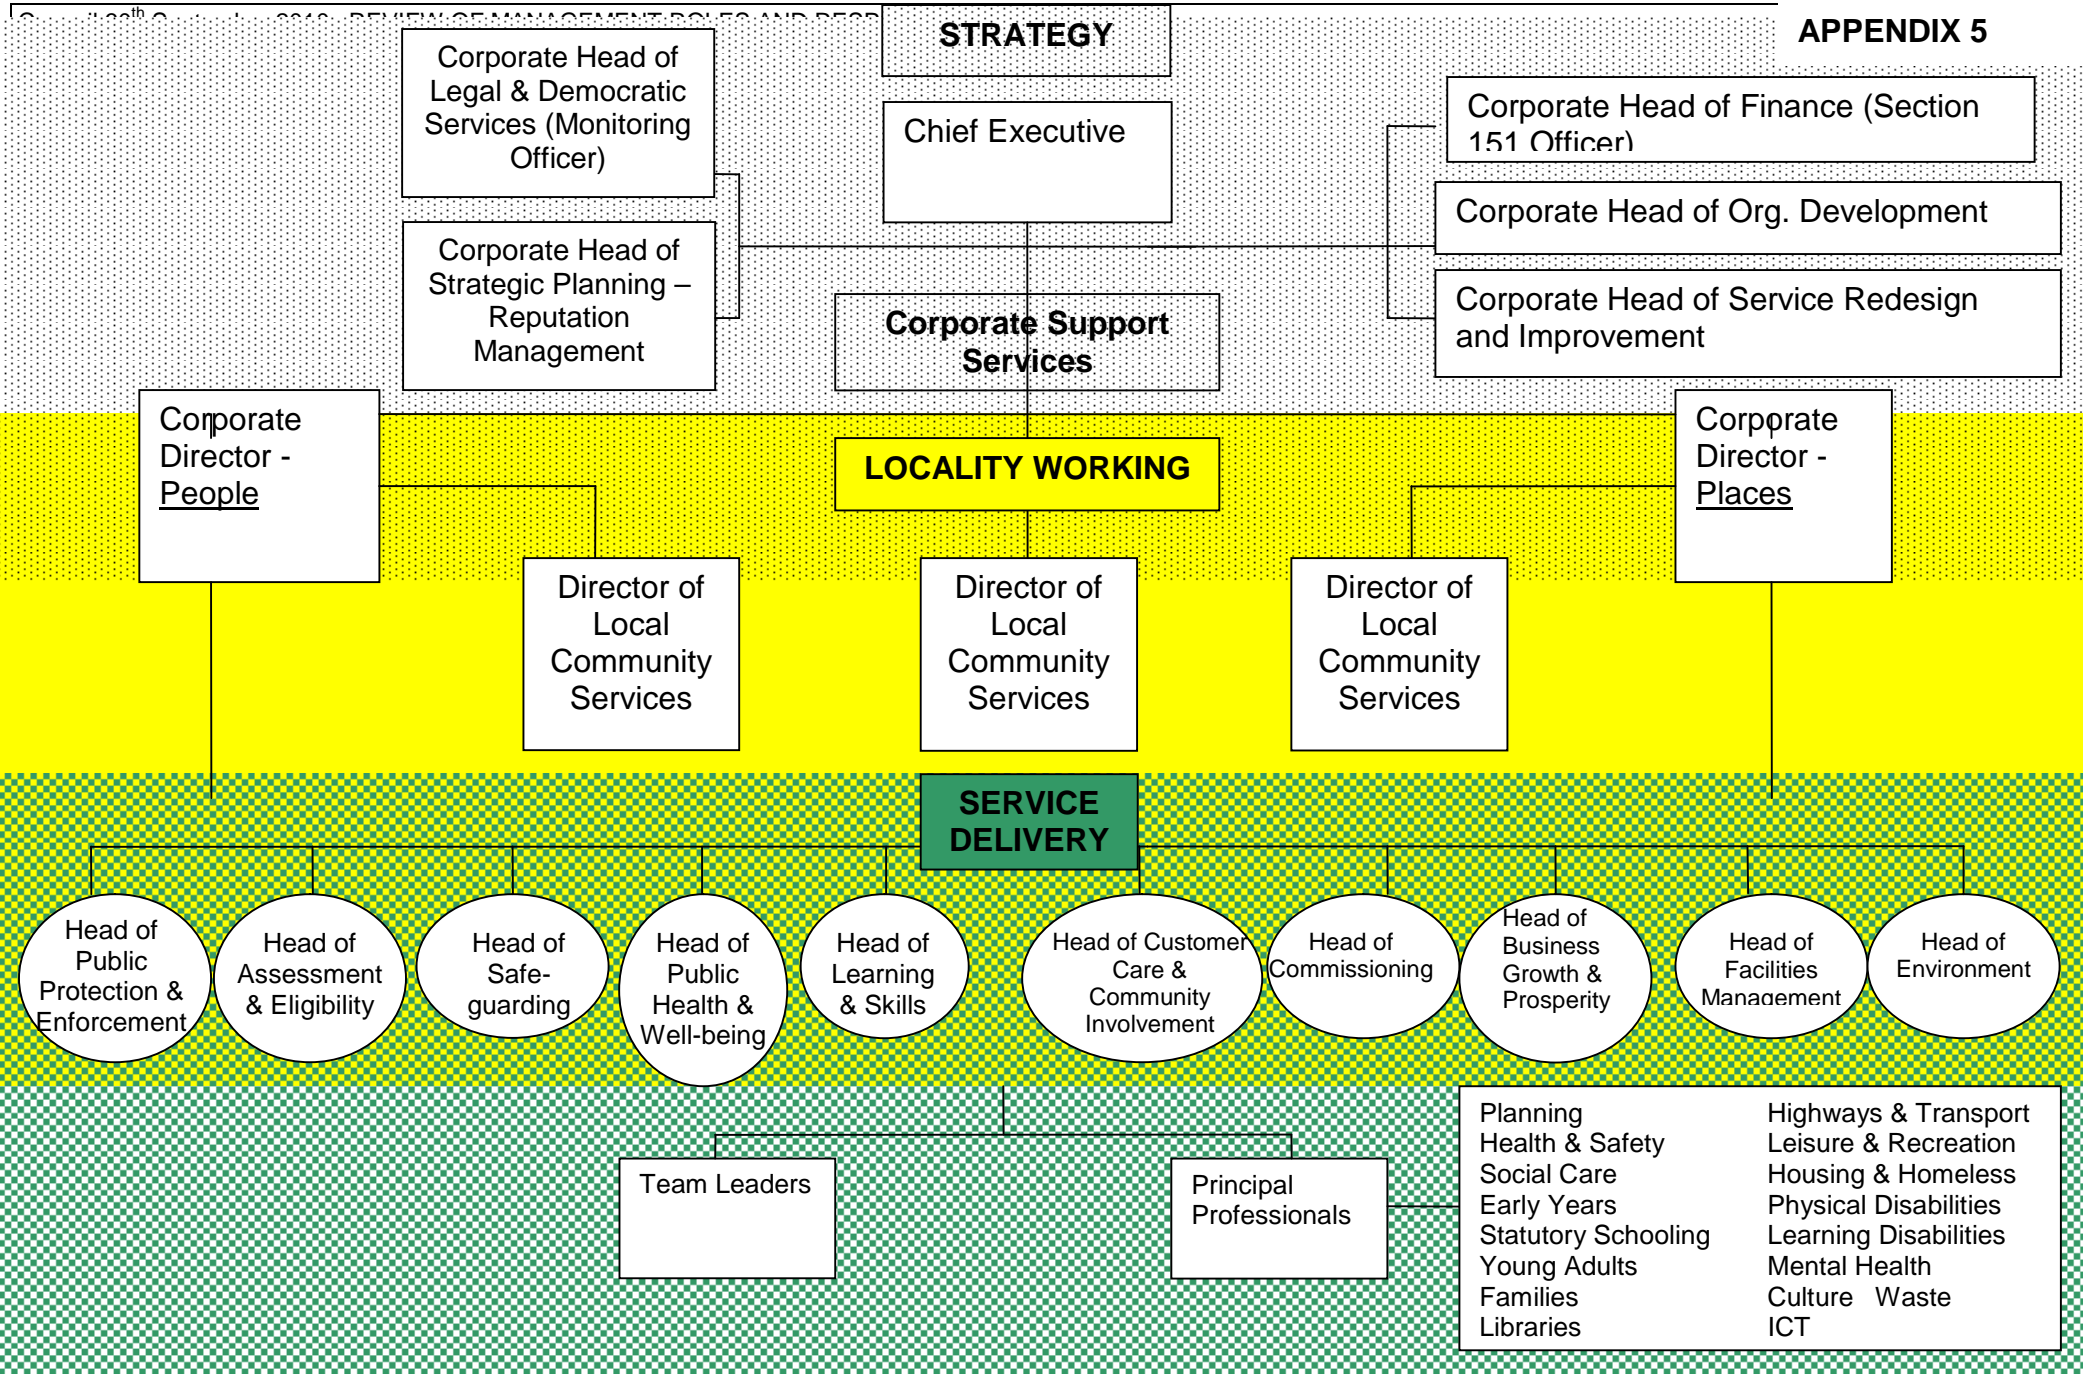 APPENDIX 5
STRATEGY
Corporate Head of
Legal & Democratic
Services (Monitoring
Officer)
Chief Executive
Corporate Head of Finance (Section
151 Officer)
Corporate Head of Org. Development
Corporate Head of
Strategic Planning –
Reputation
Management
Corporate Head of Service Redesign
and Improvement
Corporate Support
Services
Corporate
Director -
People
LOCALITY WORKING
Corporate
Director -
Places
Director of
Local
Community
Services
Director of
Local
Community
Services
Director of
Local
Community
Services
SERVICE
DELIVERY
Head of
Public
Protection &
Enforcement
Head of
Assessment
& Eligibility
Head of
Safe-
guarding
Head of
Public
Health &
Well-being
Head of
Learning
& Skills
Head of Customer
Care &
Community
Involvement
Head of
Commissioning
Head of
Business
Growth &
Prosperity
Head of
Facilities
Management
Head of
Environment
Team Leaders
Principal
Professionals
Planning
Health & Safety
Social Care
Early Years
Statutory Schooling
Young Adults
Families
Libraries
Highways & Transport
Leisure & Recreation
Housing & Homeless
Physical Disabilities
Learning Disabilities
Mental Health
Culture Waste
ICT